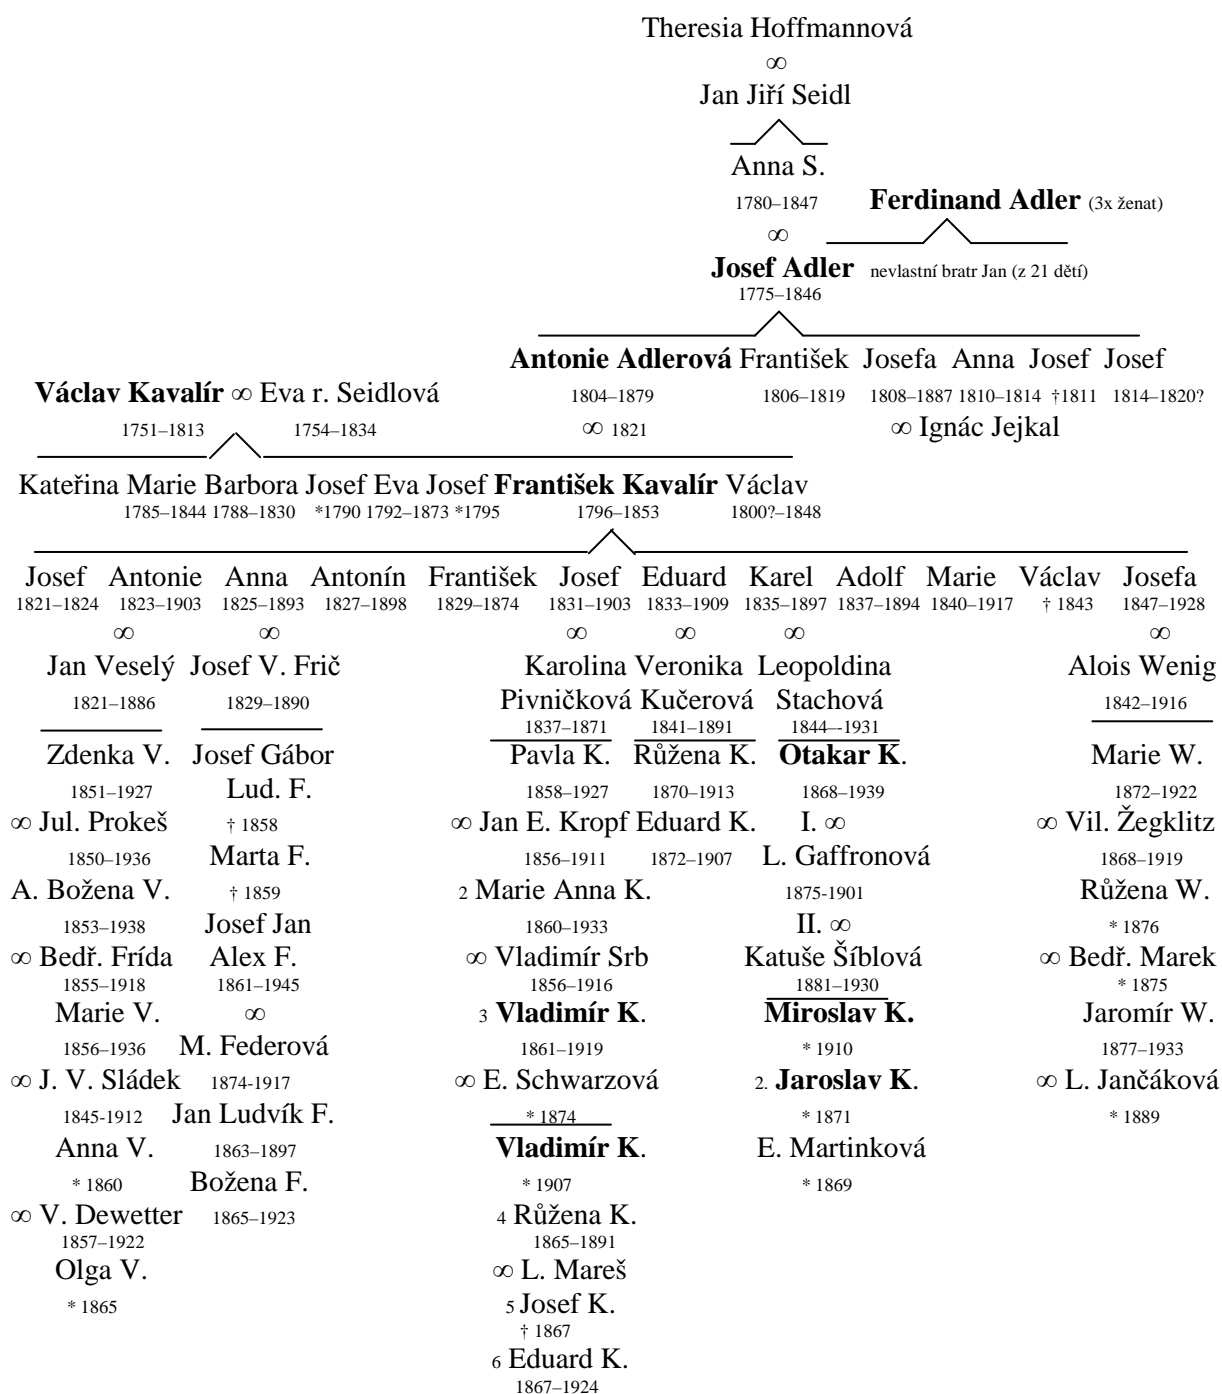 Theresia Hoffmannová
∞
Jan Jiří Seidl
Anna S.
1780–1847 Ferdinand Adler (3x ženat)
∞
Josef Adler nevlastní bratr Jan (z 21 dětí)
1775–1846
Antonie Adlerová František Josefa Anna Josef Josef
Václav Kavalír ∞ Eva r. Seidlová 1804–1879 1806–1819 1808–1887 1810–1814 †1811 1814–1820?
1751–1813 1754–1834 ∞ 1821 ∞ Ignác Jejkal
Kateřina Marie Barbora Josef Eva Josef František Kavalír Václav
1785–1844 1788–1830 *1790 1792–1873 *1795 1796–1853 1800?–1848
Josef Antonie Anna Antonín František Josef Eduard Karel Adolf Marie Václav Josefa
1821–1824 1823–1903 1825–1893 1827–1898 1829–1874 1831–1903 1833–1909 1835–1897 1837–1894 1840–1917 † 1843 1847–1928
∞ ∞ ∞ ∞ ∞ ∞
Jan Veselý Josef V. Frič Karolina Veronika Leopoldina Alois Wenig
1821–1886 1829–1890 Pivničková Kučerová Stachová 1842–1916
1837–1871 1841–1891 1844–-1931
Zdenka V. Josef Gábor Pavla K. Růžena K. Otakar K. Marie W.
1851–1927 Lud. F. 1858–1927 1870–1913 1868–1939 1872–1922
∞ Jul. Prokeš † 1858 ∞ Jan E. Kropf Eduard K. I. ∞ ∞ Vil. Žegklitz
1850–1936 Marta F. 1856–1911 1872–1907 L. Gaffronová 1868–1919
A. Božena V. † 1859 2 Marie Anna K. 1875-1901 Růžena W.
1853–1938 Josef Jan 1860–1933 II. ∞ * 1876
∞ Bedř. Frída Alex F. ∞ Vladimír Srb Katuše Šíblová ∞ Bedř. Marek
1855–1918 1861–1945 1856–1916 1881–1930 * 1875
Marie V. ∞ 3 Vladimír K. Miroslav K. Jaromír W.
1856–1936 M. Federová 1861–1919 * 1910 1877–1933
∞ J. V. Sládek 1874-1917 ∞ E. Schwarzová 2. Jaroslav K. ∞ L. Jančáková
1845-1912 Jan Ludvík F. * 1874 * 1871 * 1889
Anna V. 1863–1897 Vladimír K. E. Martinková
* 1860 Božena F. * 1907 * 1869
∞ V. Dewetter 1865–1923 4 Růžena K.
1857–1922 1865–1891
Olga V. ∞ L. Mareš
* 1865 5 Josef K.
† 1867
6 Eduard K.
1867–1924